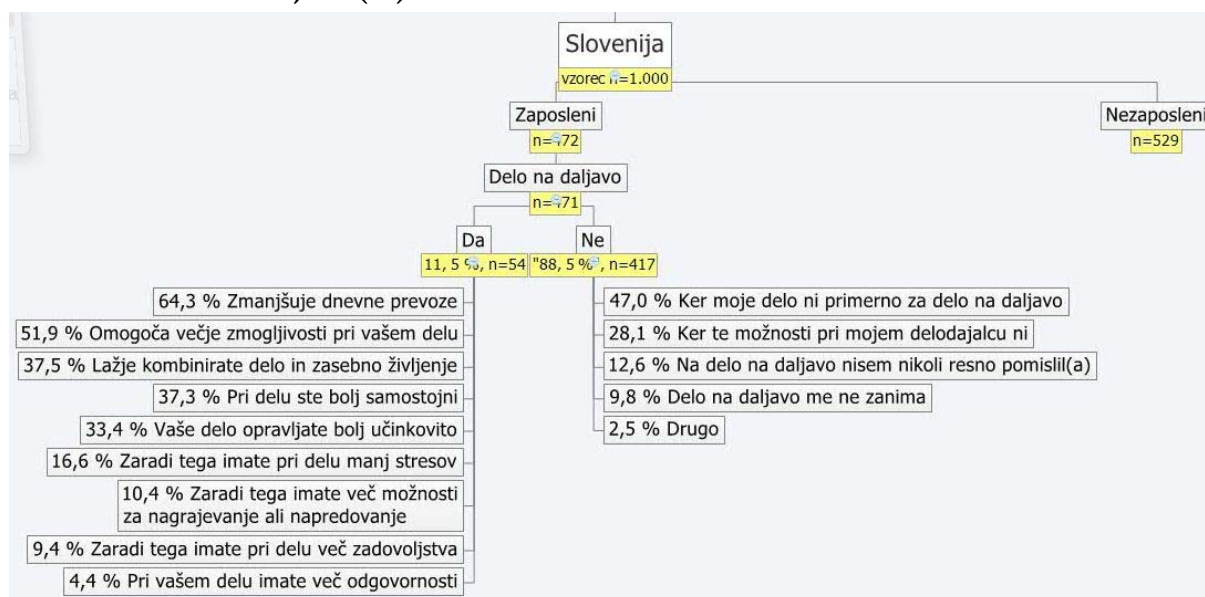 Slovenija
vzorec n=1.000
Zaposleni
n=472
Nezaposleni
n=529
Delo na daljavo
n=471
Da
11, 5 %, n=54
Ne
"88, 5 %", n=417
64,3 % Zmanjšuje dnevne prevoze
51,9 % Omogoča večje zmogljivosti pri vašem delu
37,5 % Lažje kombinirate delo in zasebno življenje
37,3 % Pri delu ste bolj samostojni
33,4 % Vaše delo opravljate bolj učinkovito
16,6 % Zaradi tega imate pri delu manj stresov
10,4 % Zaradi tega imate več možnosti
za nagrajevanje ali napredovanje
9,4 % Zaradi tega imate pri delu več zadovoljstva
4,4 % Pri vašem delu imate več odgovornosti
47,0 % Ker moje delo ni primerno za delo na daljavo
28,1 % Ker te možnosti pri mojem delodajalcu ni
12,6 % Na delo na daljavo nisem nikoli resno pomislil(a)
9,8 % Delo na daljavo me ne zanima
2,5 % Drugo